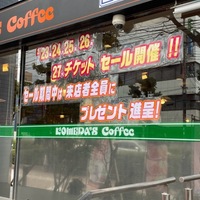 s Coffee
23.24.25.26
27.チケット セール開催!!
セール期間中は来店者全員に
プレゼント進呈!
KOMEDA'S Coffee